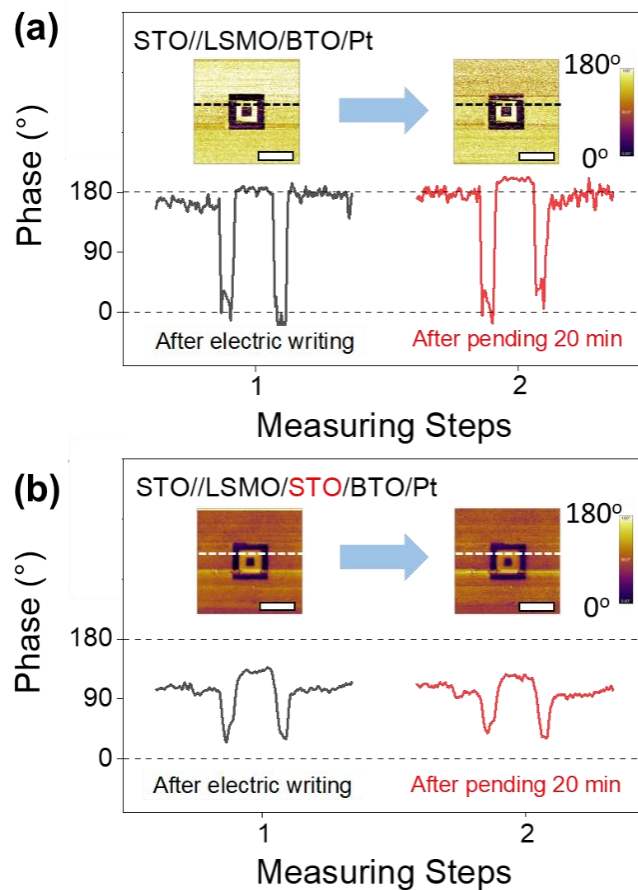 (a)
STO//LSMO/BTO/Pt
180°
0°
Phase (°)
180
90
0
After electric writing
After pending 20 min
1
2
Measuring Steps
(b)
STO//LSMO/STO/BTO/Pt
180°
0°
Phase (°)
180
90
0
After electric writing
After pending 20 min
1
2
Measuring Steps